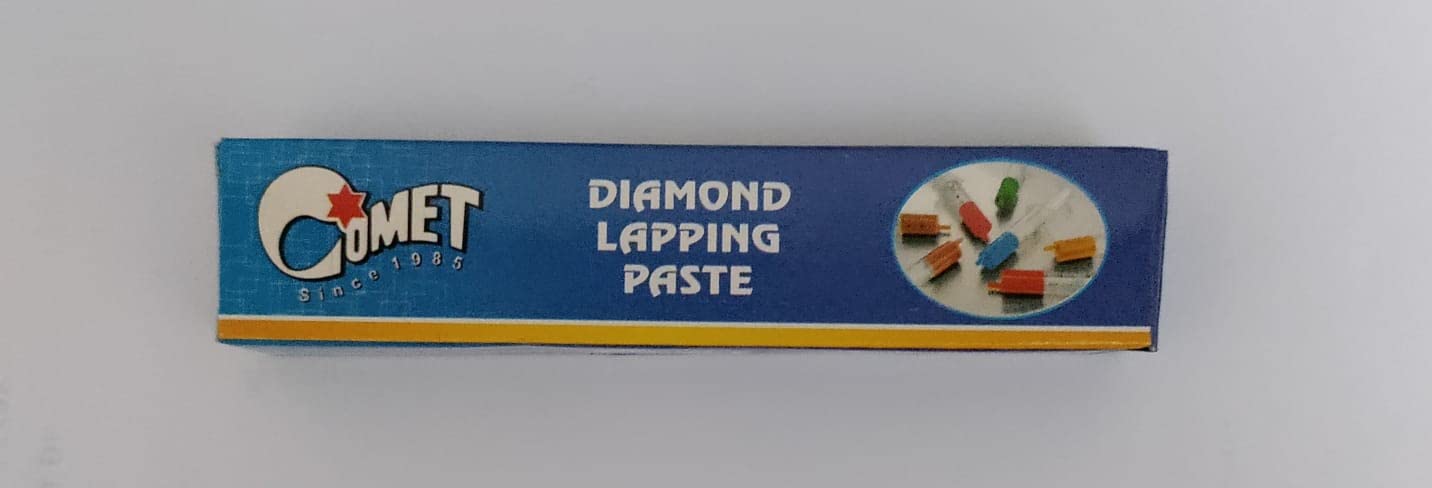 COMET
Since 1985
DIAMOND
LAPPING
PASTE